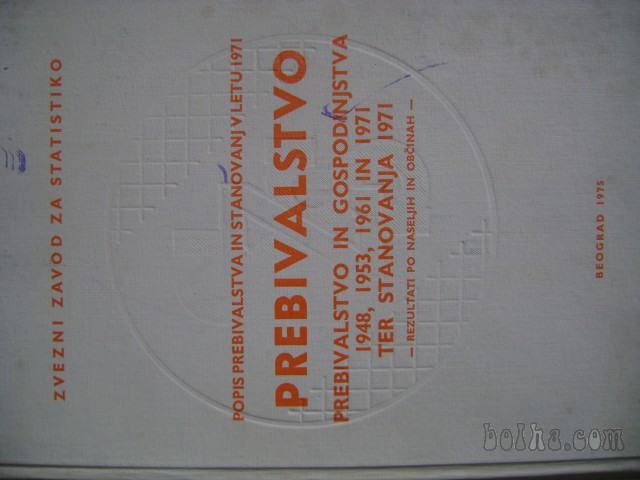 ZVEZNI ZAVOD ZA STATISTIKO
POPIS PREBIVALSTVA IN STANOVANJ V LETU 1971
PREBIVALSTVO
PREBIVALSTVO IN GOSPODINJSTVA
1948, 1953, 1961 IN 1971
TER STANOVANJA 1971
— REZULTATI PO NASELJIH IN OBČINAH —
BEOGRAD 1975
bolha.com